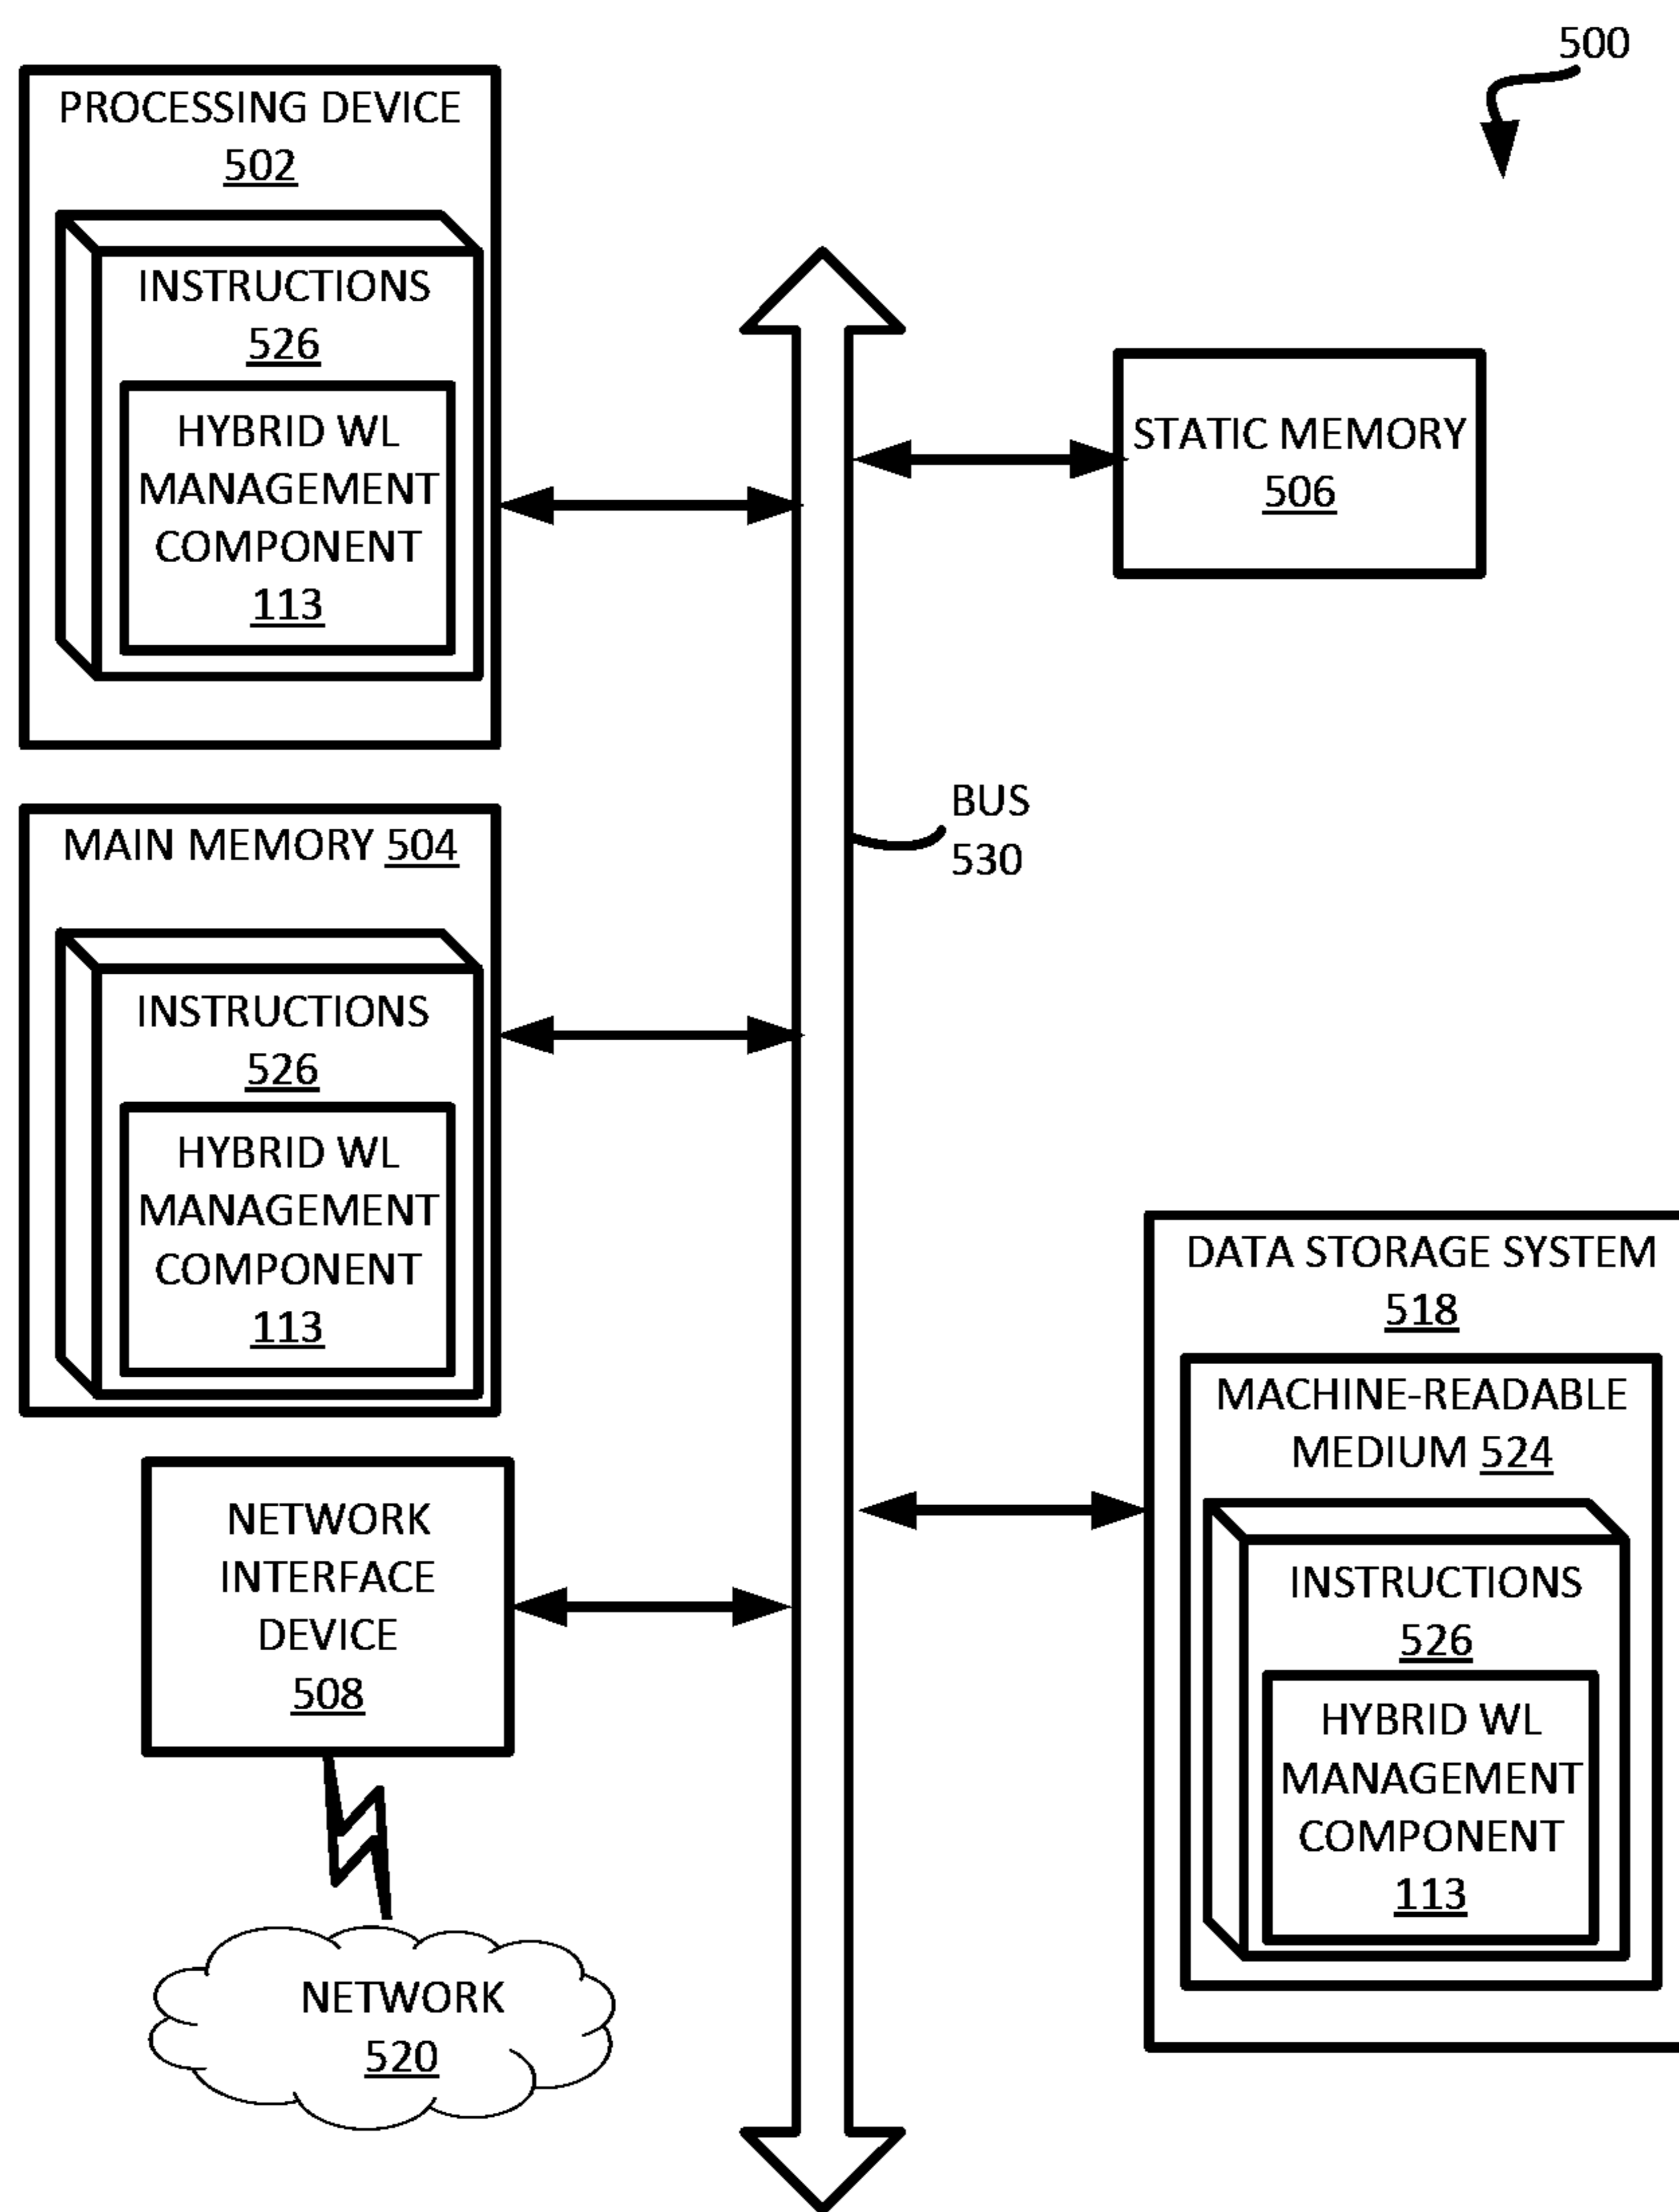 500
PROCESSING DEVICE
502
INSTRUCTIONS
526
HYBRID WL
MANAGEMENT
COMPONENT
113
STATIC MEMORY
506
BUS
530
MAIN MEMORY 504
INSTRUCTIONS
526
HYBRID WL
MANAGEMENT
COMPONENT
113
DATA STORAGE SYSTEM
518
MACHINE-READABLE
MEDIUM 524
INSTRUCTIONS
526
HYBRID WL
MANAGEMENT
COMPONENT
113
NETWORK
INTERFACE
DEVICE
508
NETWORK
520